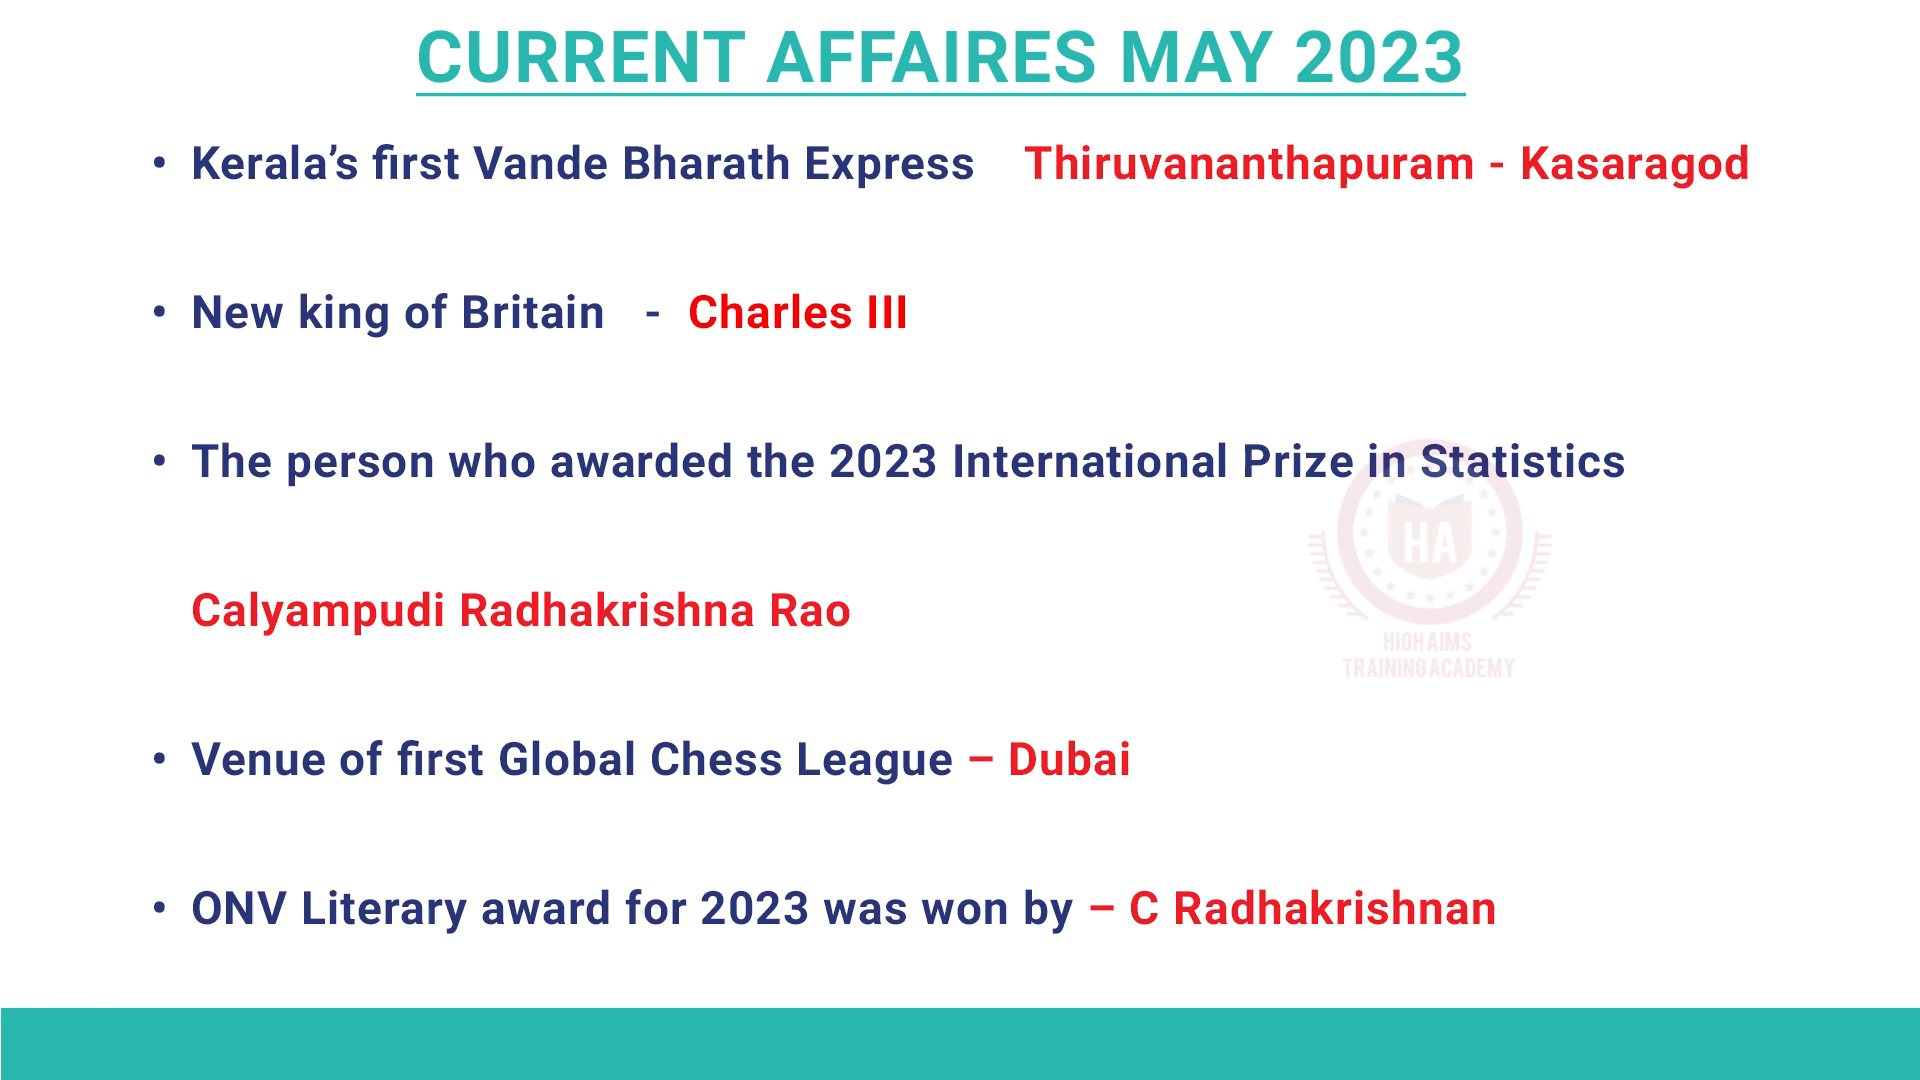 CURRENT AFFAIRES MAY 2023
• Kerala’s first Vande Bharath Express Thiruvananthapuram - Kasaragod
• New king of Britain - Charles III
• The person who awarded the 2023 International Prize in Statistics
Calyampudi Radhakrishna Rao
HA
HIGH AIMS
TRAINING ACADEMY
• Venue of first Global Chess League – Dubai
• ONV Literary award for 2023 was won by – C Radhakrishnan